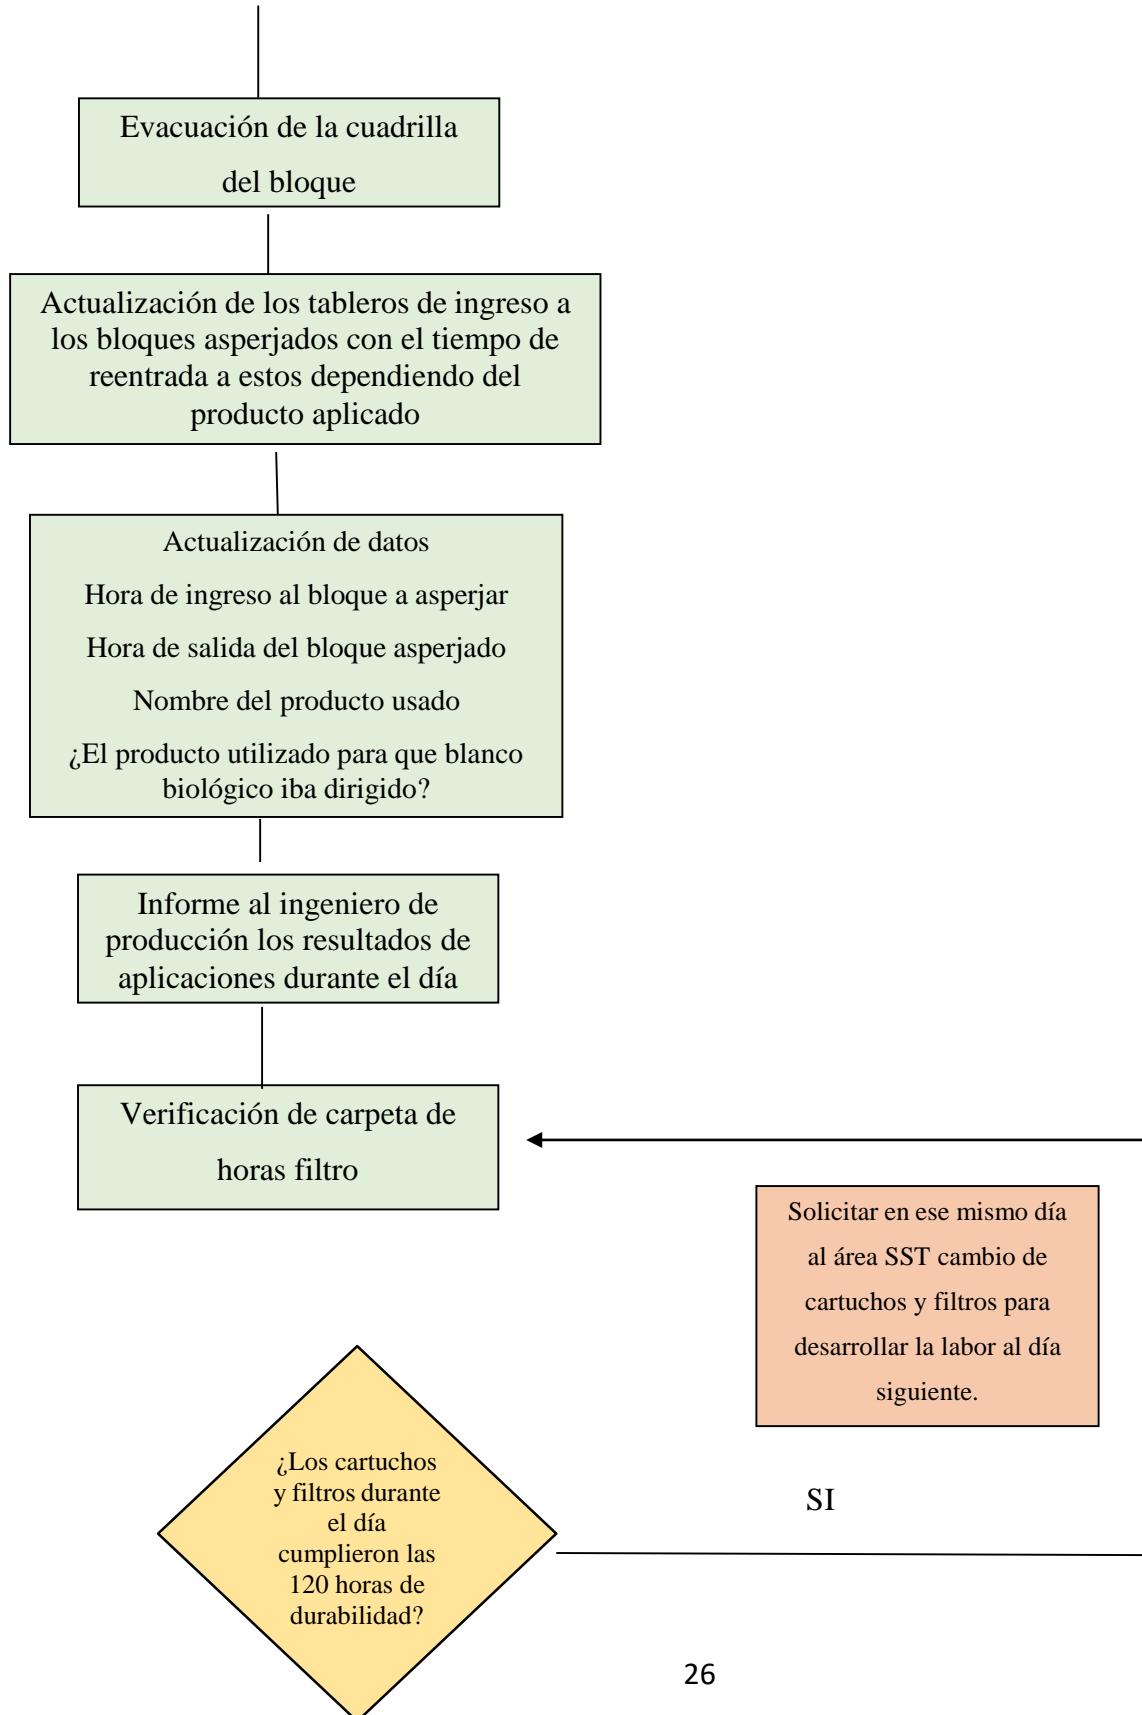 Evacuación de la cuadrilla
del bloque
Actualización de los tableros de ingreso a
los bloques asperjados con el tiempo de
reentrada a estos dependiendo del
producto aplicado
Actualización de datos
Hora de ingreso al bloque a asperjar
Hora de salida del bloque asperjado
Nombre del producto usado
¿El producto utilizado para que blanco
biológico iba dirigido?
Informe al ingeniero de
producción los resultados de
aplicaciones durante el día
Verificación de carpeta de
horas filtro
Solicitar en ese mismo día
al área SST cambio de
cartuchos y filtros para
desarrollar la labor al día
siguiente.
¿Los cartuchos
y filtros durante
el día
cumplieron las
120 horas de
durabilidad?
SI
26